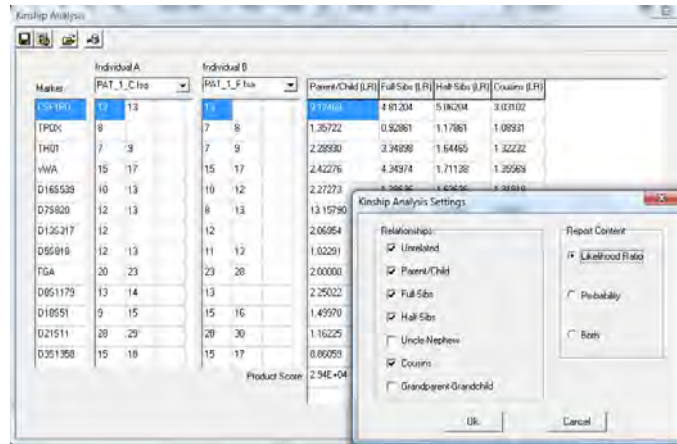 Kinship Analysis
Individual A Individual B
Marker PAT_1_C.fsa PAT_1_F.fsa Parent/Child (LR) Full Sibs (LR) Half Sibs (LR) Cousins (LR)
CSF1PO 12 13 13 4.81204 3.03102
TPOX 8 7 8 1.35722 0.92861 1.17861 1.08931
TH01 7 9 7 9 2.28930 3.34898 1.64465 1.32232
vWA 15 17 15 17 2.42276 4.34974 1.71138 1.35569
D16S539 10 13 10 12 2.27273
D7S820 12 13 8 13 13.15790
D13S317 12 12 2.06954
D5S818 12 13 11 13 1.02291
FGA 20 23 23 28 2.00000
D8S1179 13 14 13 2.25022
D18S51 9 15 15 16 1.49970
D21S11 28 29 28 30 1.16225
D3S1358 15 18 15 17 0.86059
Product Score 2.94E+04
Kinship Analysis Settings
Relationships Report Content
Unrelated
Likelihood Ratio
Parent/Child
Full Sibs
Probability
Half Sibs
Uncle-Nephew
Both
Cousins
Grandparent-Grandchild
Ok Cancel